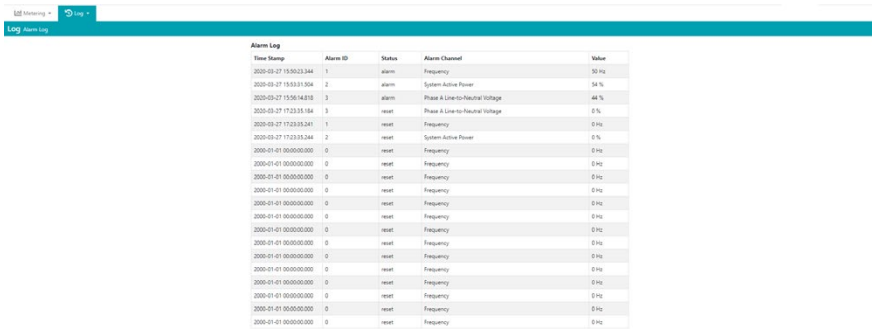 Metering
Log
Log Alarm Log
Alarm Log
Time Stamp Alarm ID Status Alarm Channel Value
2020-03-27 15:50:23.344 1 alarm Frequency 50 Hz
2020-03-27 15:53:31.504 2 alarm System Active Power 54 %
2020-03-27 15:56:14.818 3 alarm Phase A Line-to-Neutral Voltage 44 %
2020-03-27 17:23:35.184 3 reset Phase A Line-to-Neutral Voltage 0 %
2020-03-27 17:23:35.241 1 reset Frequency 0 Hz
2020-03-27 17:23:35.244 2 reset System Active Power 0 %
2000-01-01 00:00:00.000 0 reset Frequency 0 Hz
2000-01-01 00:00:00.000 0 reset Frequency 0 Hz
2000-01-01 00:00:00.000 0 reset Frequency 0 Hz
2000-01-01 00:00:00.000 0 reset Frequency 0 Hz
2000-01-01 00:00:00.000 0 reset Frequency 0 Hz
2000-01-01 00:00:00.000 0 reset Frequency 0 Hz
2000-01-01 00:00:00.000 0 reset Frequency 0 Hz
2000-01-01 00:00:00.000 0 reset Frequency 0 Hz
2000-01-01 00:00:00.000 0 reset Frequency 0 Hz
2000-01-01 00:00:00.000 0 reset Frequency 0 Hz
2000-01-01 00:00:00.000 0 reset Frequency 0 Hz
2000-01-01 00:00:00.000 0 reset Frequency 0 Hz
2000-01-01 00:00:00.000 0 reset Frequency 0 Hz
2000-01-01 00:00:00.000 0 reset Frequency 0 Hz